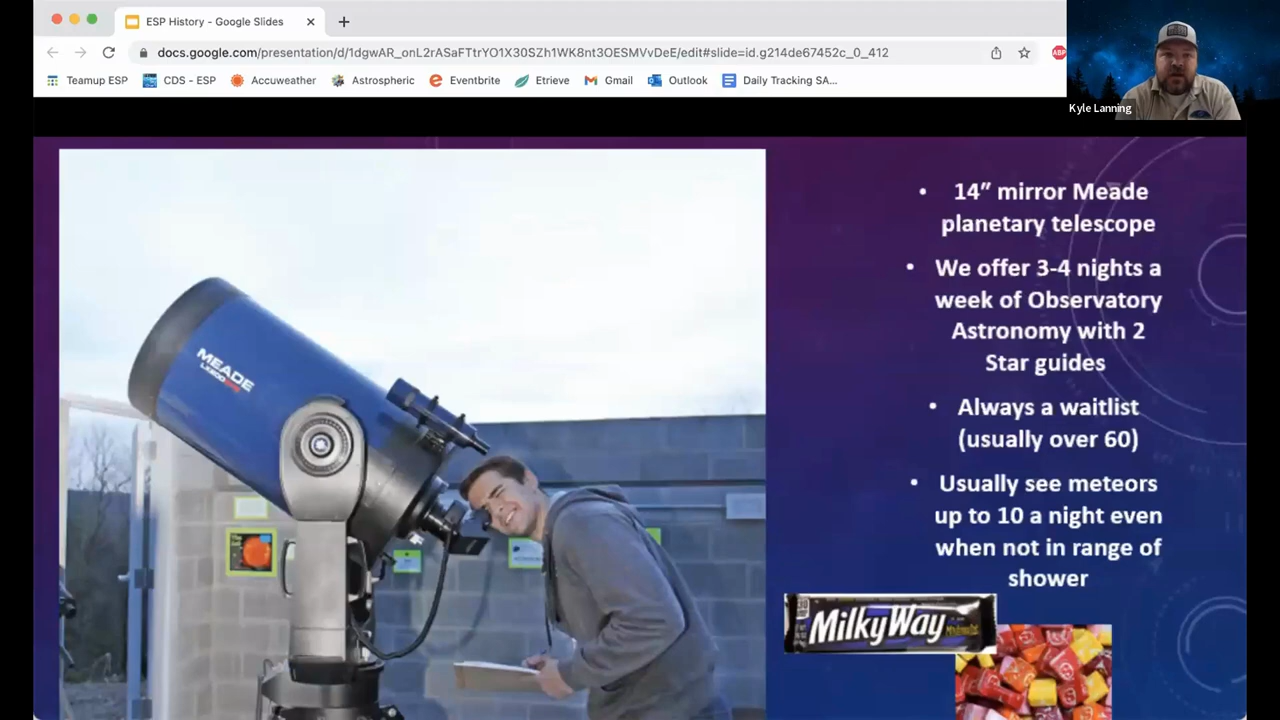 ESP History - Google Slides
docs.google.com/presentation/d/1dgwAR_onL2rASaFTtrYO1X30SZh1WK8nt3OESMVvDeE/edit#slide=id.g214de67452c_0_412
ABP
Teamup ESP
CDS - ESP
Accuweather
Astrospheric
Eventbrite
Etrieve
Gmail
Outlook
Daily Tracking SA...
Kyle Lanning
• 14” mirror Meade
planetary telescope
• We offer 3-4 nights a
week of Observatory
Astronomy with 2
Star guides
• Always a waitlist
(usually over 60)
• Usually see meteors
up to 10 a night even
when not in range of
shower
MEADE
MilkyWay